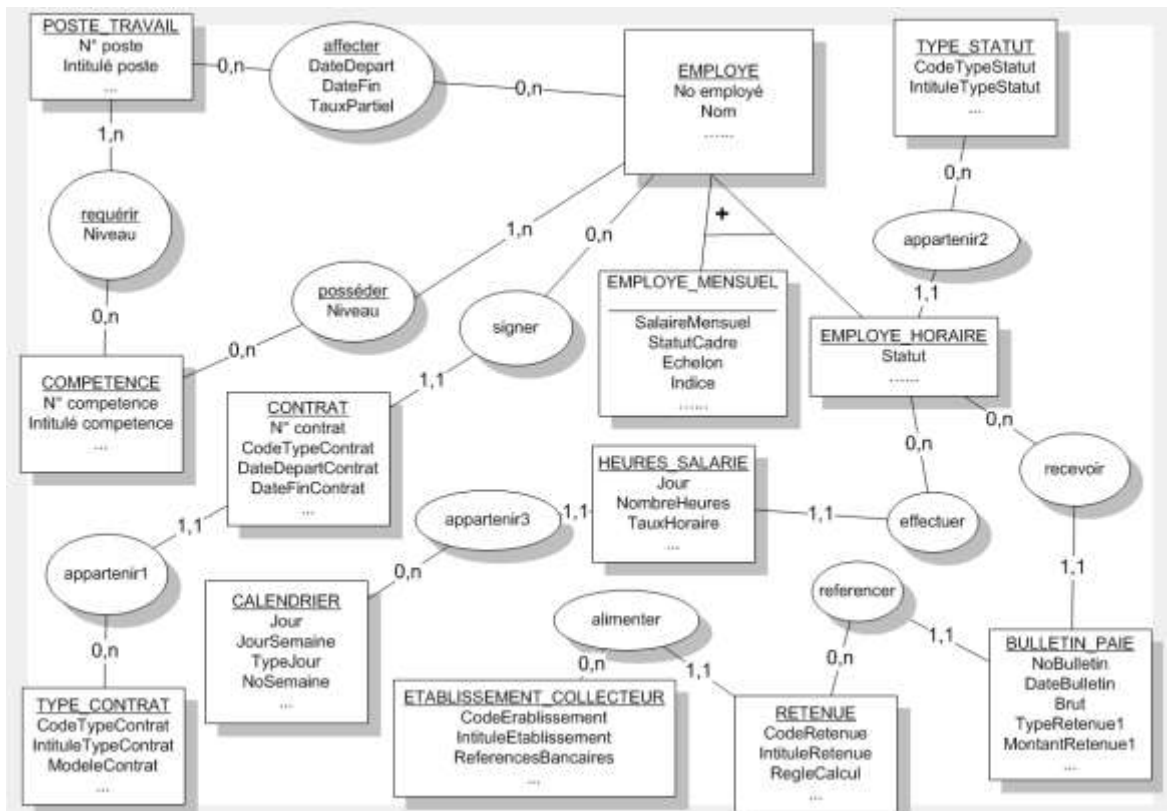 POSTE_TRAVAIL
N° poste
Intitulé poste
...
0,n
affecter
DateDepart
DateFin
TauxPartiel
0,n
EMPLOYE
No employé
Nom
......
TYPE_STATUT
CodeTypeStatut
IntituleTypeStatut
...
1,n
requérir
Niveau
0,n
1,n
posséder
Niveau
0,n
0,n
signer
1,1
+
0,n
appartenir2
1,1
EMPLOYE_MENSUEL
SalaireMensuel
StatutCadre
Echelon
Indice
......
EMPLOYE_HORAIRE
Statut
......
COMPETENCE
N° competence
Intitulé competence
...
CONTRAT
N° contrat
CodeTypeContrat
DateDepartContrat
DateFinContrat
...
HEURES_SALARIE
Jour
NombreHeures
TauxHoraire
...
0,n
effectuer
1,1
0,n
recevoir
1,1
1,1
appartenir1
0,n
appartenir3
1,1
0,n
CALENDRIER
Jour
JourSemaine
TypeJour
NoSemaine
...
alimenter
0,n
1,1
referencer
0,n
1,1
TYPE_CONTRAT
CodeTypeContrat
IntituleTypeContrat
ModeleContrat
ETABLISSEMENT_COLLECTEUR
CodeErablissement
IntituleEtablissement
ReferencesBancaires
...
RETENUE
CodeRetenue
IntituleRetenue
RegleCalcul
...
BULLETIN_PAIE
NoBulletin
DateBulletin
Brut
TypeRetenue1
MontantRetenue1
...